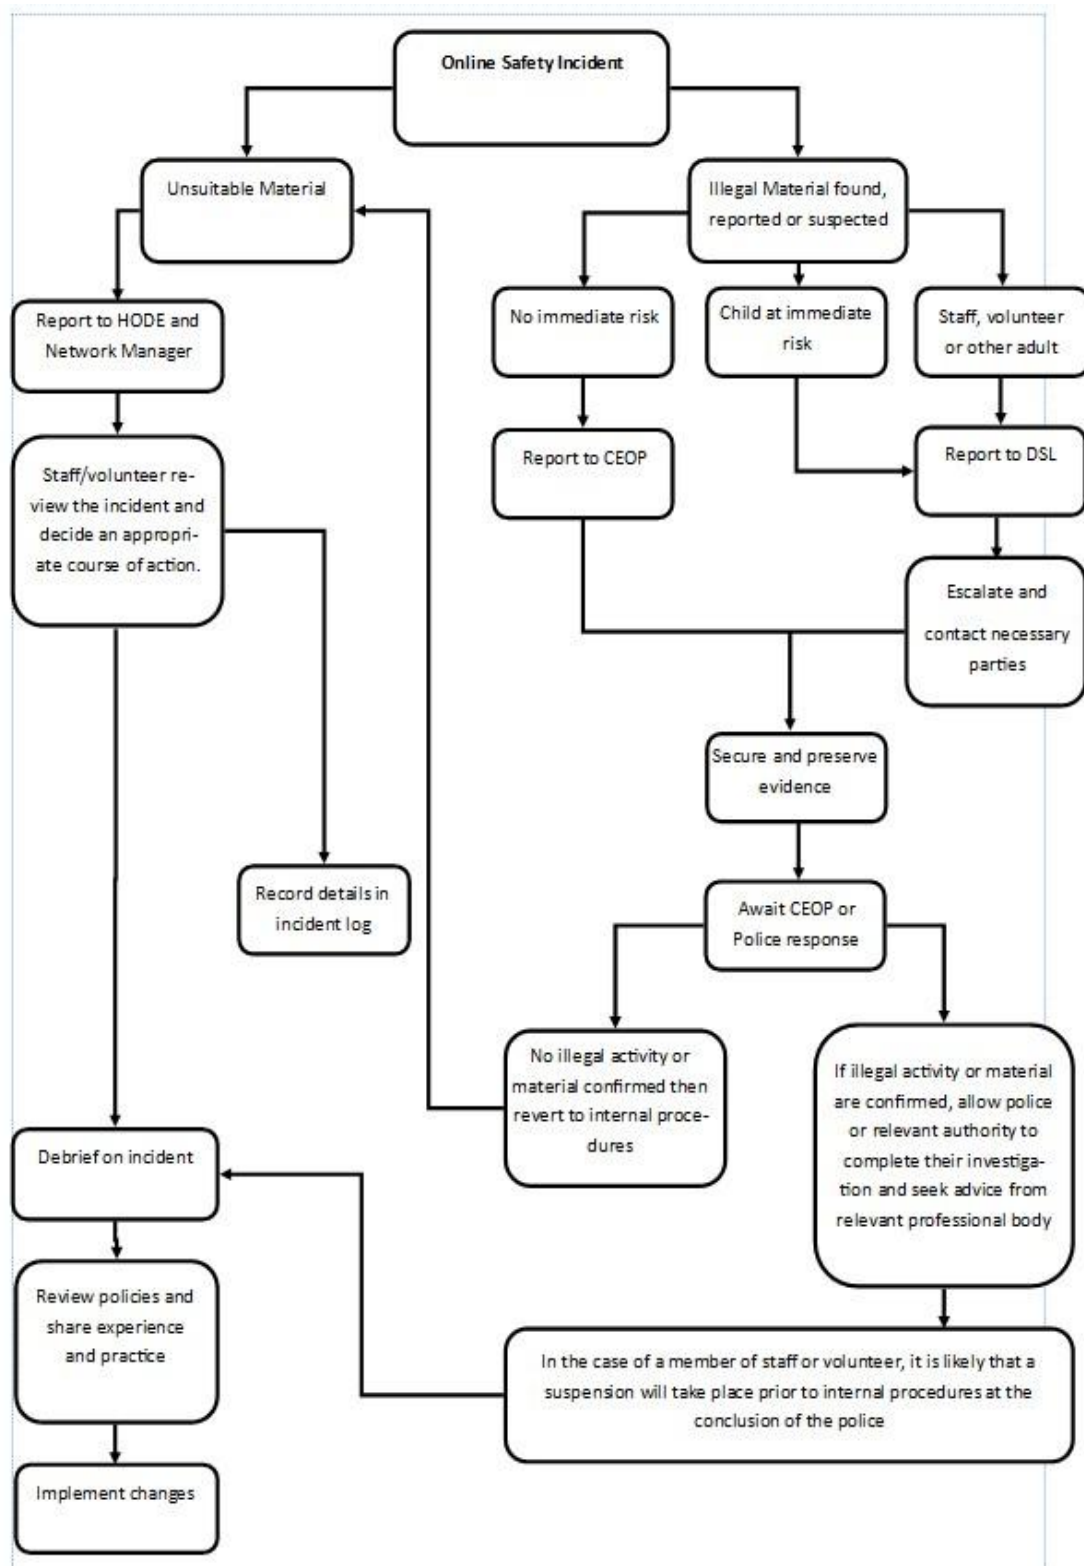 Online Safety Incident
Unsuitable Material
Illegal Material found,
reported or suspected
Report to HODE and
Network Manager
No immediate risk
Child at immediate
risk
Staff, volunteer
or other adult
Staff/volunteer re-
view the incident and
decide an appropri-
ate course of action.
Report to CEOP
Report to DSL
Escalate and
contact necessary
parties
Secure and preserve
evidence
Record details in
incident log
Await CEOP or
Police response
No illegal activity or
material confirmed then
revert to internal proce-
dures
If illegal activity or material
are confirmed, allow police
or relevant authority to
complete their investiga-
tion and seek advice from
relevant professional body
Debrief on incident
Review policies and
share experience
and practice
In the case of a member of staff or volunteer, it is likely that a
suspension will take place prior to internal procedures at the
conclusion of the police
Implement changes